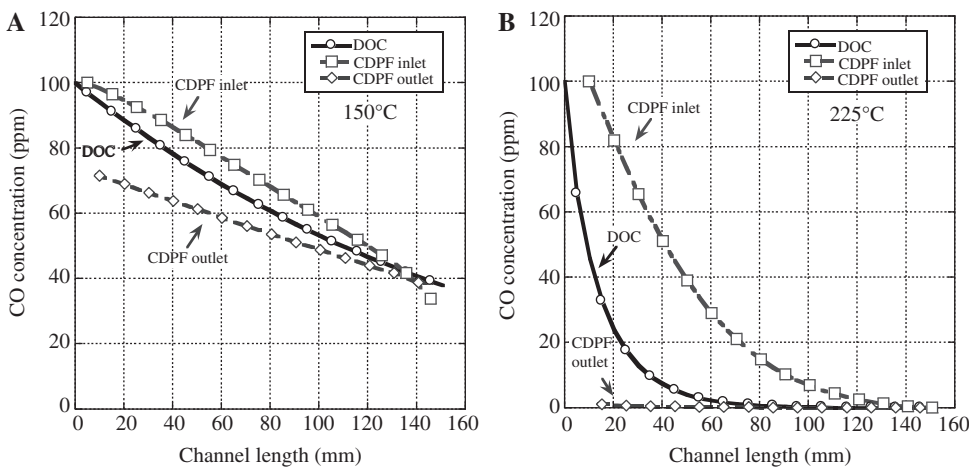 A
DOC
CDPF inlet
CDPF outlet
150°C
CDPF inlet
DOC
CDPF outlet
CO concentration (ppm)
120
100
80
60
40
20
0
0 20 40 60 80 100 120 140 160
Channel length (mm)
B
DOC
CDPF inlet
CDPF outlet
225°C
CDPF inlet
DOC
CDPF
outlet
CO concentration (ppm)
120
100
80
60
40
20
0
0 20 40 60 80 100 120 140 160
Channel length (mm)